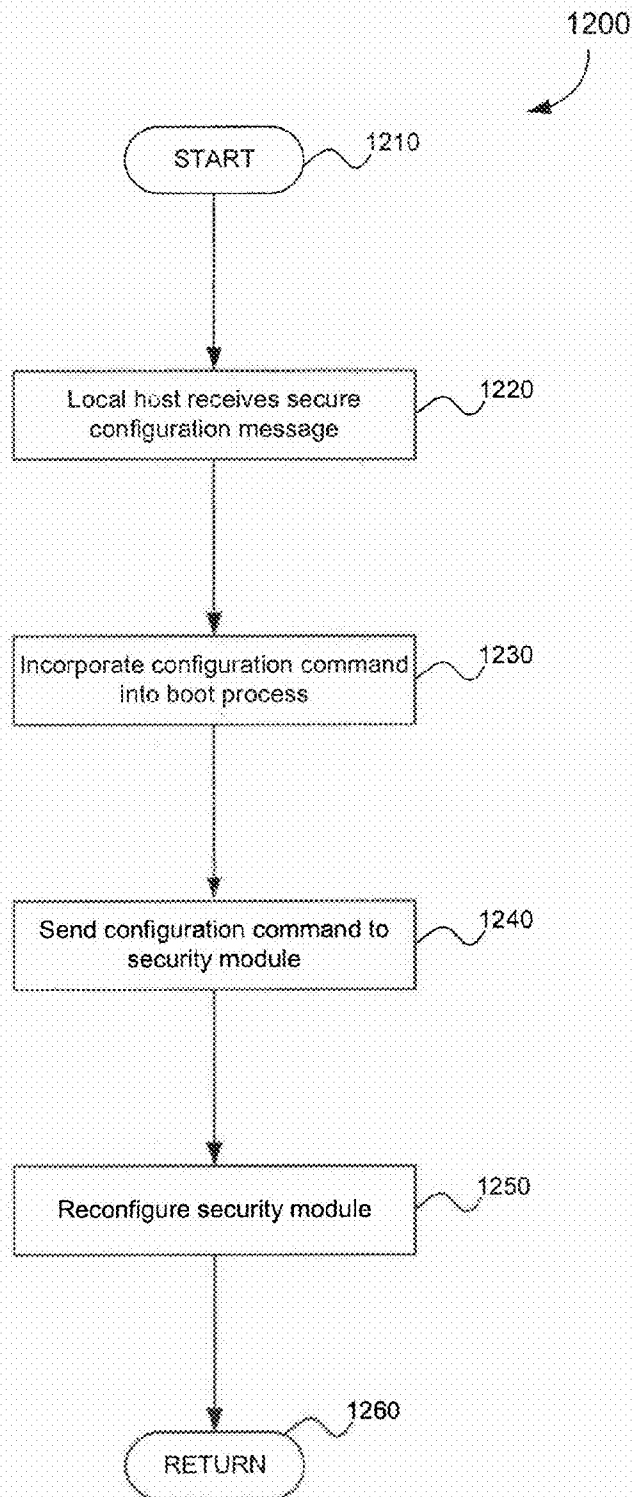 1200
START
1210
Local host receives secure
configuration message
1220
Incorporate configuration command
into boot process
1230
Send configuration command to
security module
1240
Reconfigure security module
1250
RETURN
1260